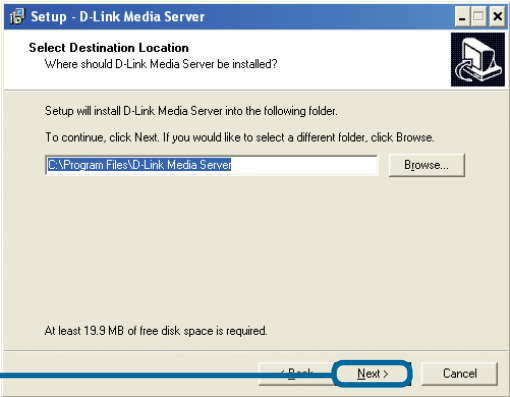 Setup - D-Link Media Server
Select Destination Location
Where should D-Link Media Server be installed?
Setup will install D-Link Media Server into the following folder.
To continue, click Next. If you would like to select a different folder, click Browse.
C:\Program Files\D-Link Media Server
Browse...
At least 19.9 MB of free disk space is required.
< Back
Next >
Cancel